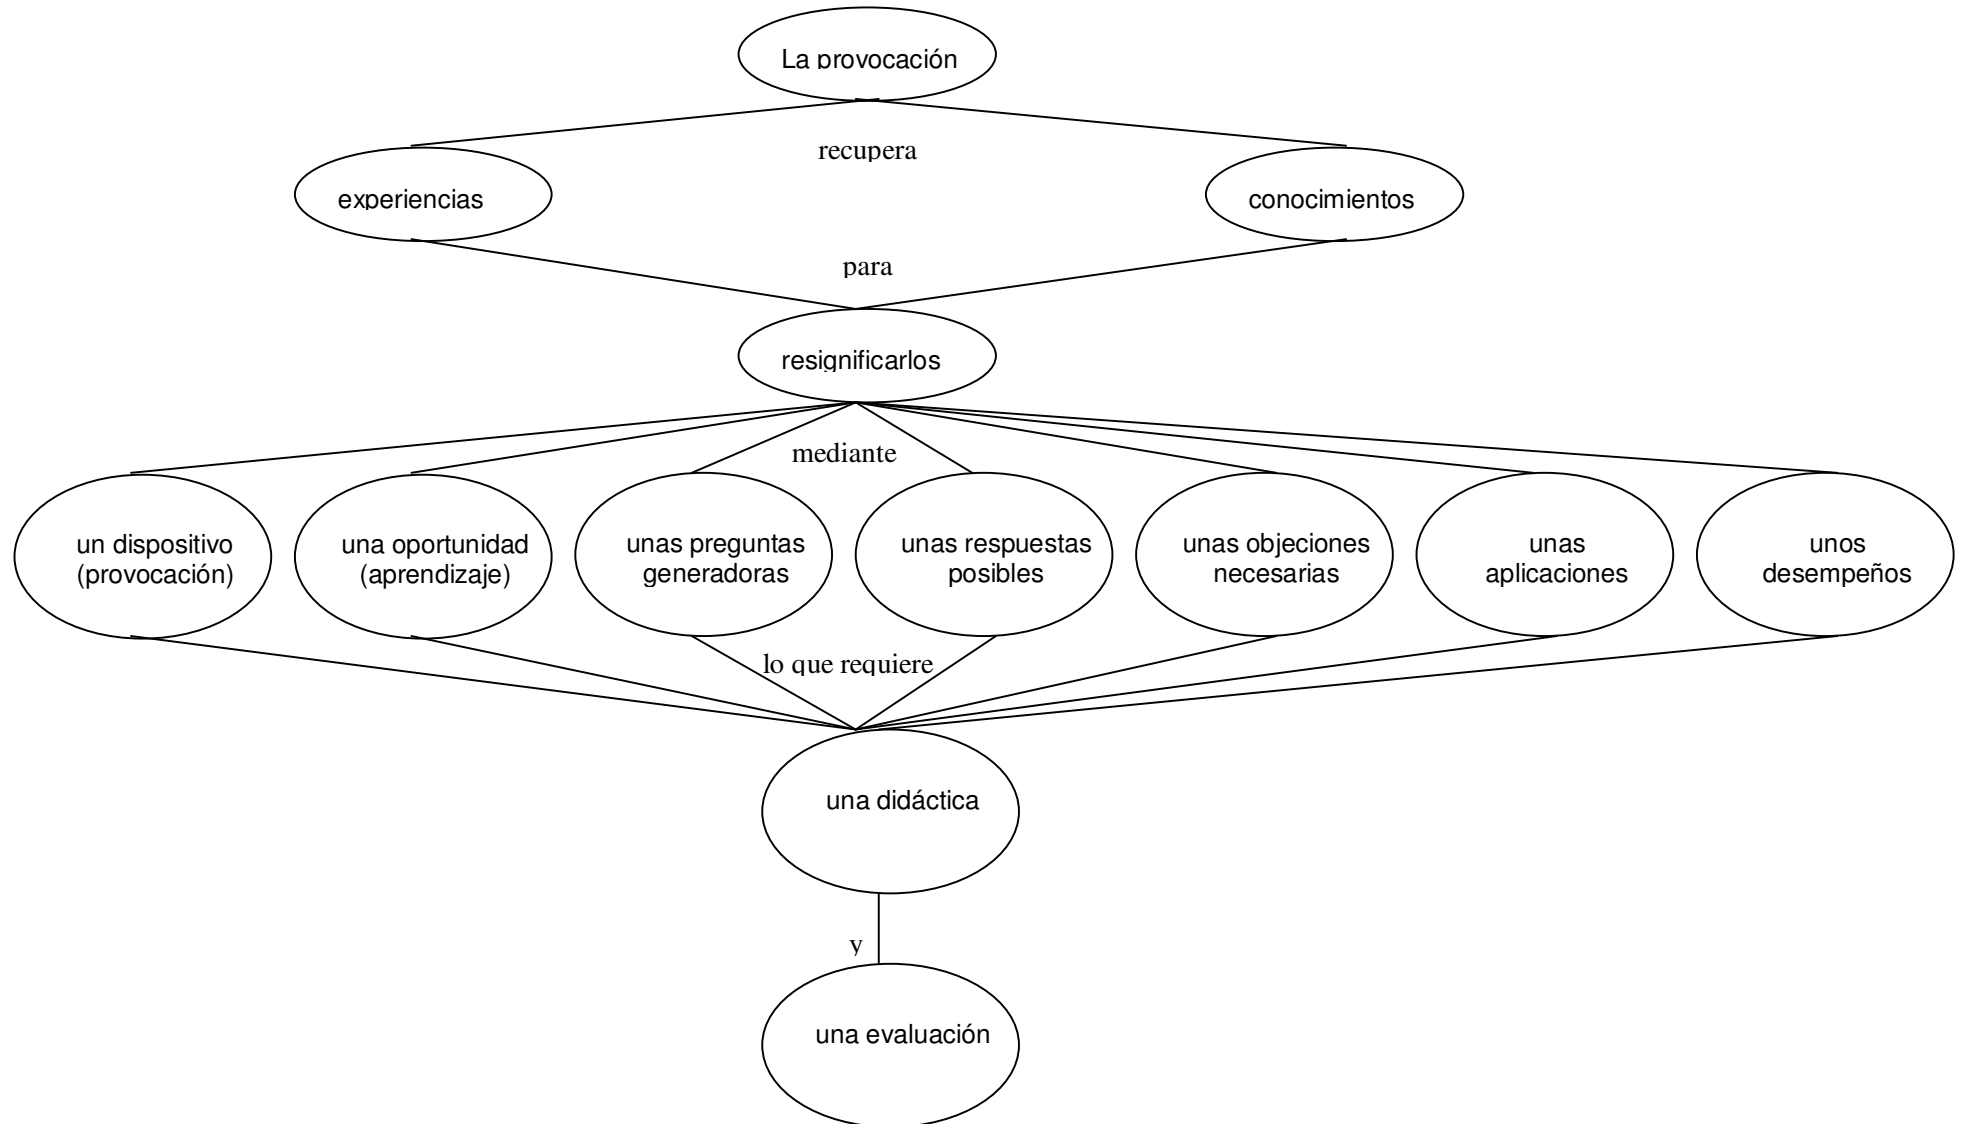 La provocación
recupera
experiencias
conocimientos
para
resignificarlos
mediante
un dispositivo
(provocación)
una oportunidad
(aprendizaje)
unas preguntas
generadoras
unas respuestas
posibles
unas objeciones
necesarias
unas
aplicaciones
unos
desempeños
lo que requiere
una didáctica
y
una evaluación